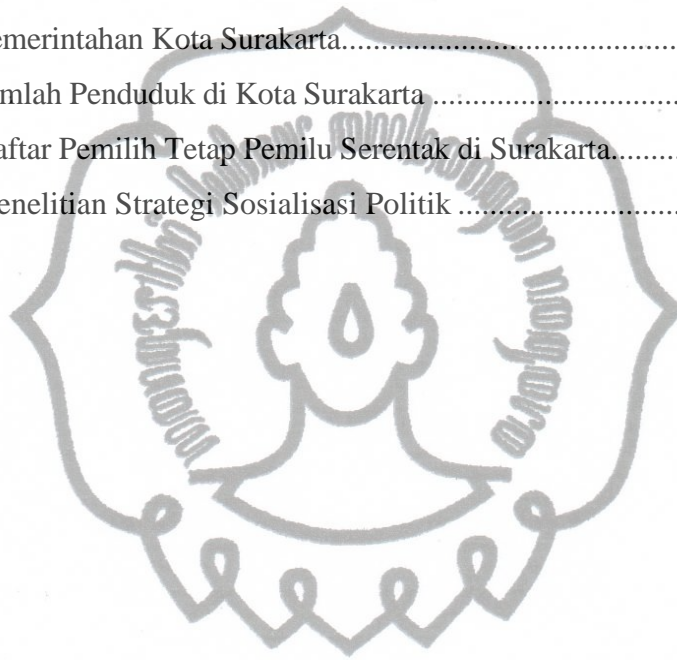 emerintahan Kota Surakarta..........................................
mlah Penduduk di Kota Surakarta ...............................
aftar Pemilih Tetap Pemilu Serentak di Surakarta.........
enelitian Strategi Sosialisasi Politik ............................